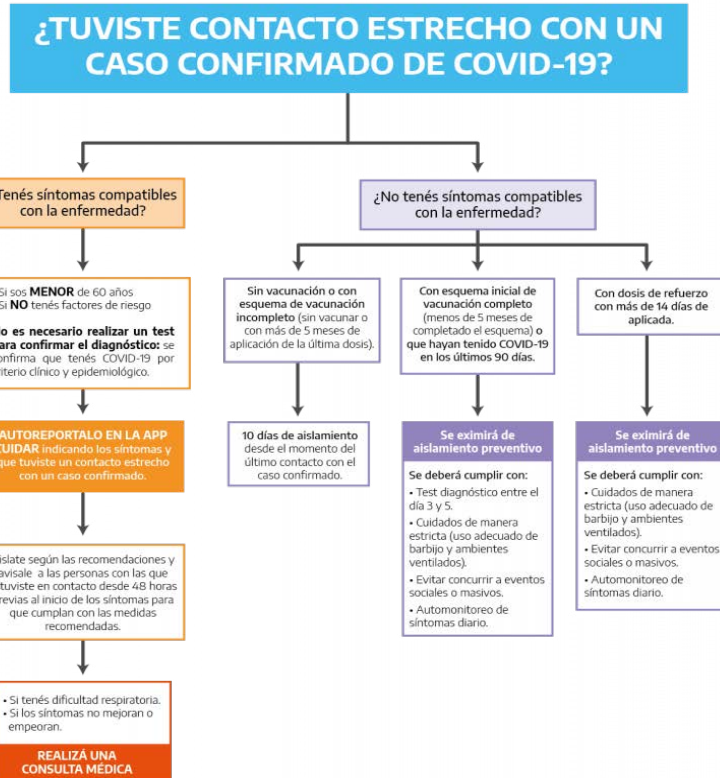 ¿TUVISTE CONTACTO ESTRECHO CON UN
CASO CONFIRMADO DE COVID-19?
Tenés síntomas compatibles
con la enfermedad?
¿No tenés síntomas compatibles
con la enfermedad?
Si sos MENOR de 60 años
Si NO tenés factores de riesgo
No es necesario realizar un test
para confirmar el diagnóstico: se
confirma que tenés COVID-19 por
criterio clínico y epidemiológico.
AUTOREPORTALO EN LA APP
CUIDAR indicando los síntomas y
que tuviste un contacto estrecho
con un caso confirmado.
islate según las recomendaciones y
avisale a las personas con las que
tuviste en contacto desde 48 horas
previas al inicio de los síntomas para
que cumplan con las medidas
recomendadas.
• Si tenés dificultad respiratoria.
• Si los síntomas no mejoran o
empeoran.
REALIZÁ UNA
CONSULTA MÉDICA
Sin vacunación o con
esquema de vacunación
incompleto (sin vacunar o
con más de 5 meses de
aplicación de la última dosis).
10 días de aislamiento
desde el momento del
último contacto con el
caso confirmado.
Con esquema inicial de
vacunación completo
(menos de 5 meses de
completado el esquema) o
que hayan tenido COVID-19
en los últimos 90 días.
Se eximirá de
aislamiento preventivo
Se deberá cumplir con:
• Test diagnóstico entre el
día 3 y 5.
• Cuidados de manera
estricta (uso adecuado de
barbijo y ambientes
ventilados).
• Evitar concurrir a eventos
sociales o masivos.
• Automonitoreo de
síntomas diario.
Con dosis de refuerzo
con más de 14 días de
aplicada.
Se eximirá de
aislamiento preventivo
Se deberá cumplir con:
• Cuidados de manera
estricta (uso adecuado de
barbijo y ambientes
ventilados).
• Evitar concurrir a eventos
sociales o masivos.
• Automonitoreo de
síntomas diario.